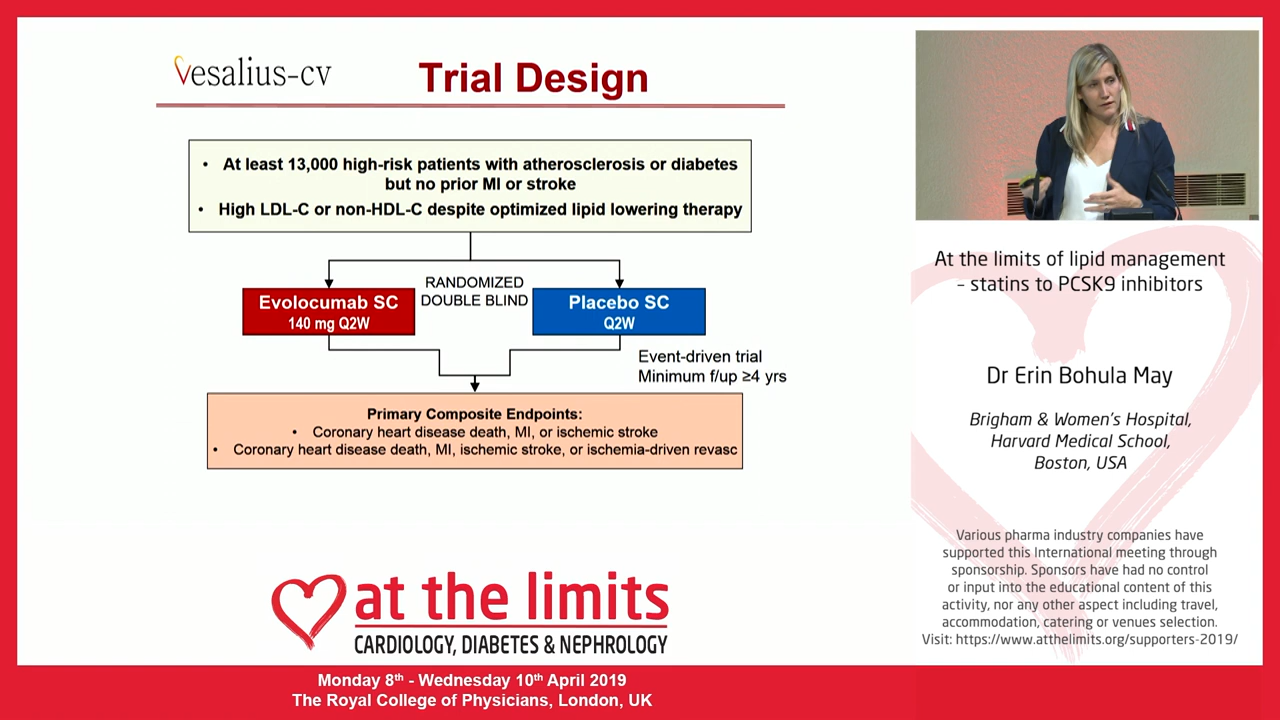 Vesalius-cv
Trial Design
• At least 13,000 high-risk patients with atherosclerosis or diabetes
but no prior MI or stroke
• High LDL-C or non-HDL-C despite optimized lipid lowering therapy
RANDOMIZED
DOUBLE BLIND
Evolocumab SC
140 mg Q2W
Placebo SC
Q2W
Event-driven trial
Minimum f/up ≥4 yrs
Primary Composite Endpoints:
• Coronary heart disease death, MI, or ischemic stroke
• Coronary heart disease death, MI, ischemic stroke, or ischemia-driven revasc
at the limits
CARDIOLOGY, DIABETES & NEPHROLOGY
Monday 8th - Wednesday 10th April 2019
The Royal College of Physicians, London, UK
At the limits of lipid management
– statins to PCSK9 inhibitors
Dr Erin Bohula May
Brigham & Women's Hospital,
Harvard Medical School,
Boston, USA
Various pharma industry companies have
supported this International meeting through
sponsorship. Sponsors have had no control
or input into the educational content of this
activity, nor any other aspect including travel,
accommodation, catering or venues selection.
Visit: https://www.atthelimits.org/supporters-2019/